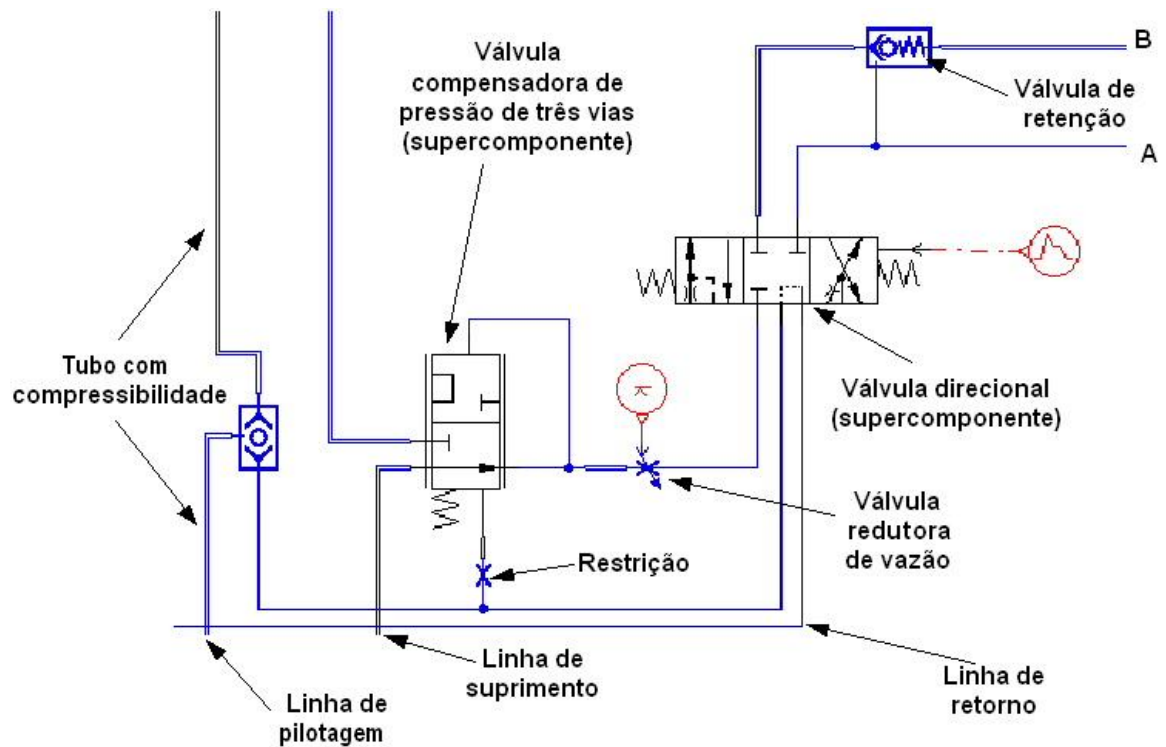 Válvula
compensadora de
pressão de três vias
(supercomponente)
B
Válvula de
retenção
A
Tubo com
compressibilidade
K
Válvula direcional
(supercomponente)
Válvula
redutora
de vazão
Restrição
Linha de
suprimento
Linha de
retorno
Linha de
pilotagem